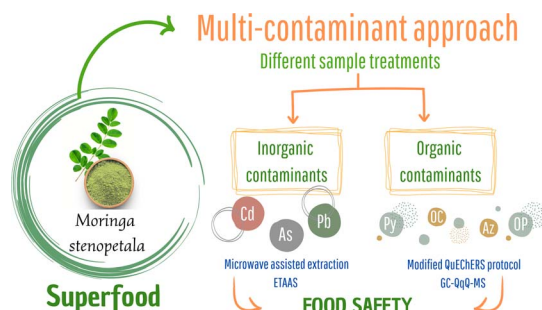 Multi-contaminant approach
Different sample treatments
Inorganic
contaminants
Organic
contaminants
Moringa
stenopetala
Cd
As
Pb
Py
OC
Az
OP
Microwave assisted extraction
ETAAS
Modified QuEChERS protocol
GC-QqQ-MS
Superfood
FOOD SAFETY